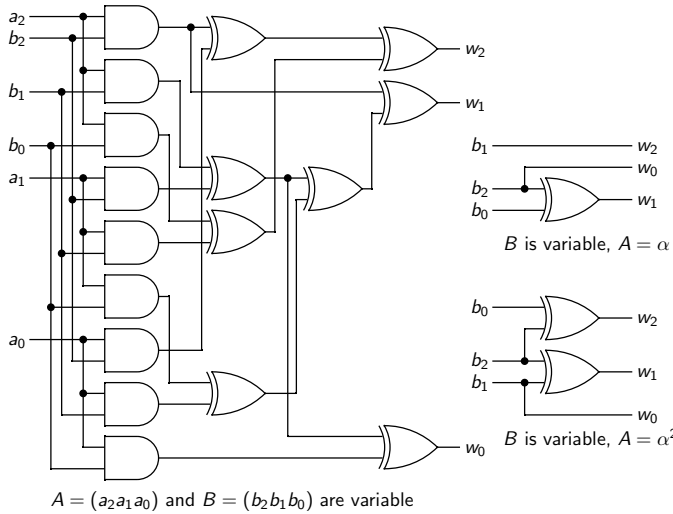 a₂
b₂
b₁
b₀
a₁
a₀
w₂
w₁
w₀
A = (a₂a₁a₀) and B = (b₂b₁b₀) are variable
b₁
w₂
w₀
b₂
b₀
w₁
B is variable, A = α
b₀
w₂
b₂
b₁
w₁
w₀
B is variable, A = α²